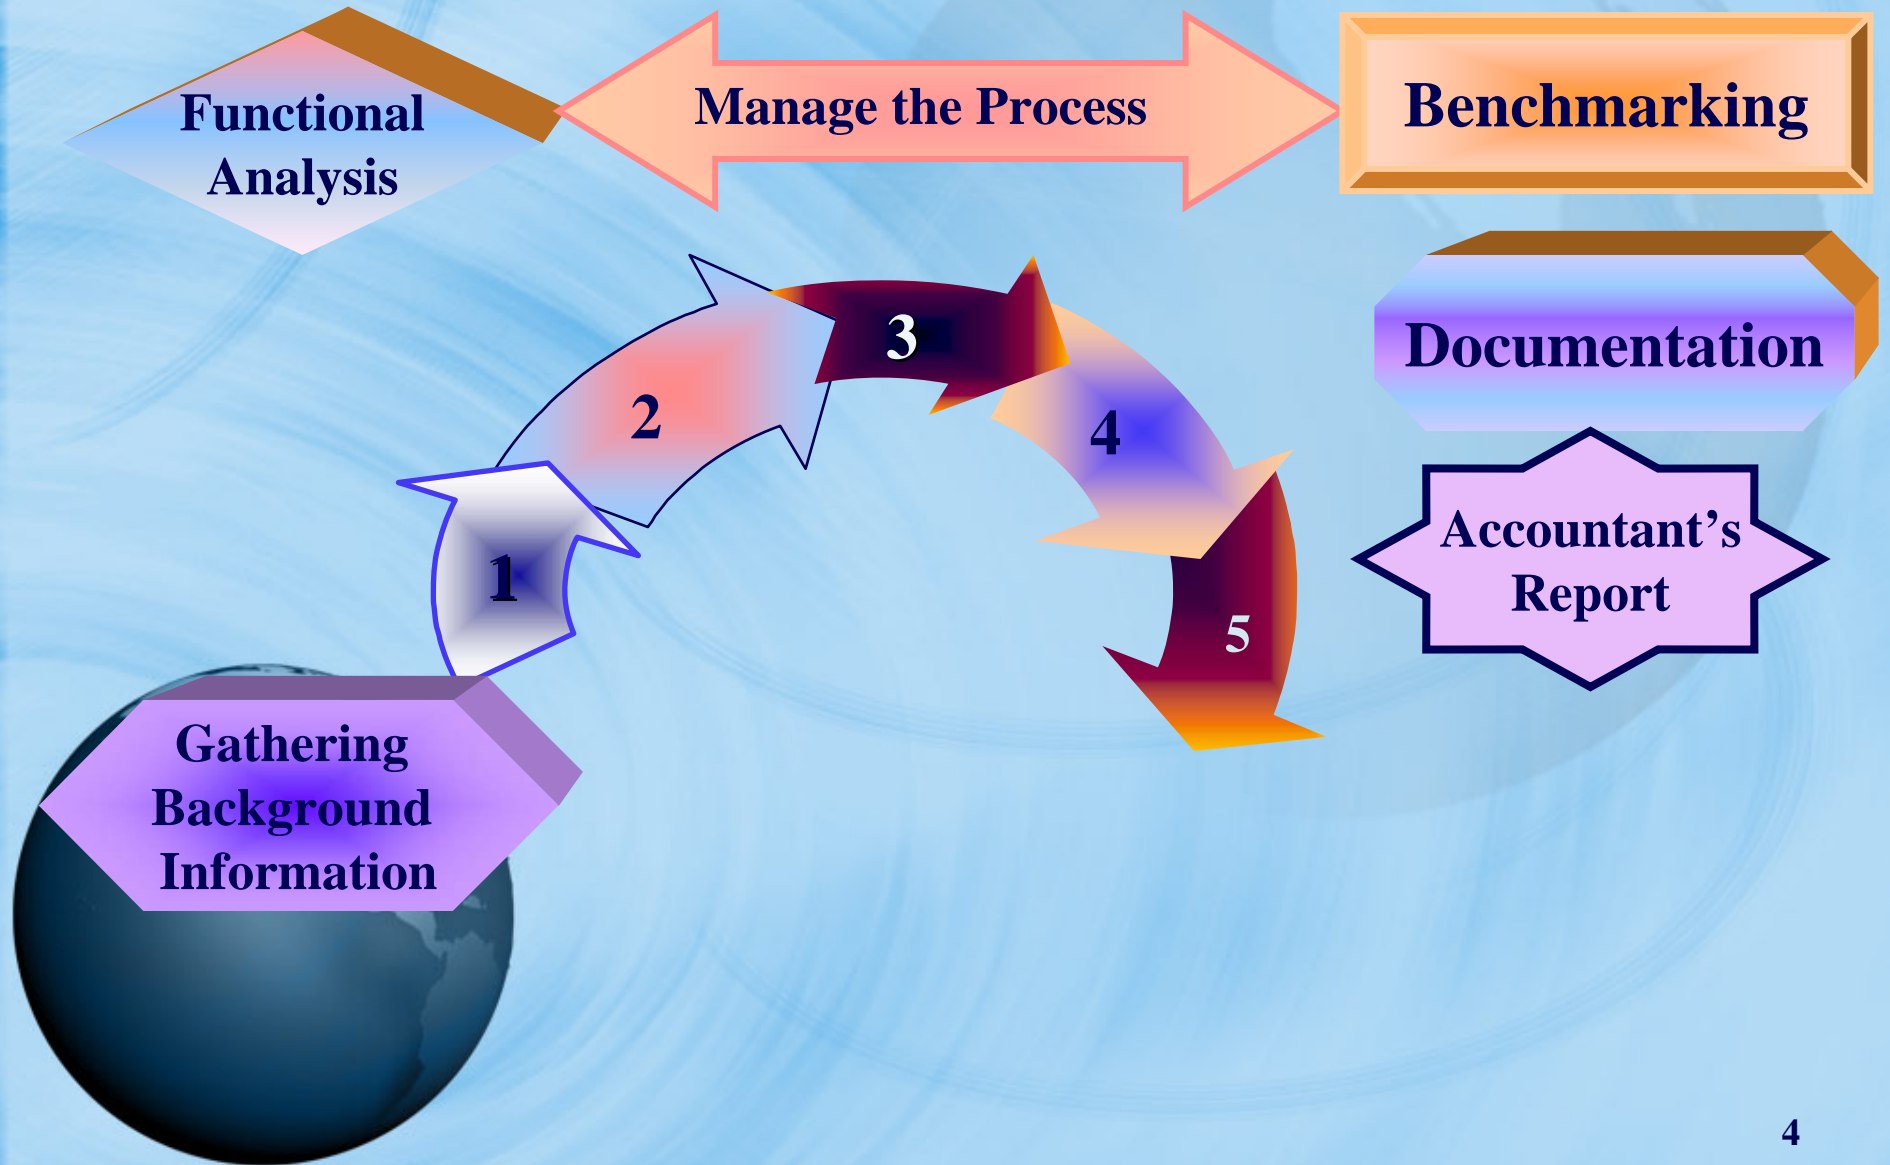 Functional
Analysis
Manage the Process
Benchmarking
Documentation
Accountant’s
Report
1
2
3
4
5
Gathering
Background
Information
4